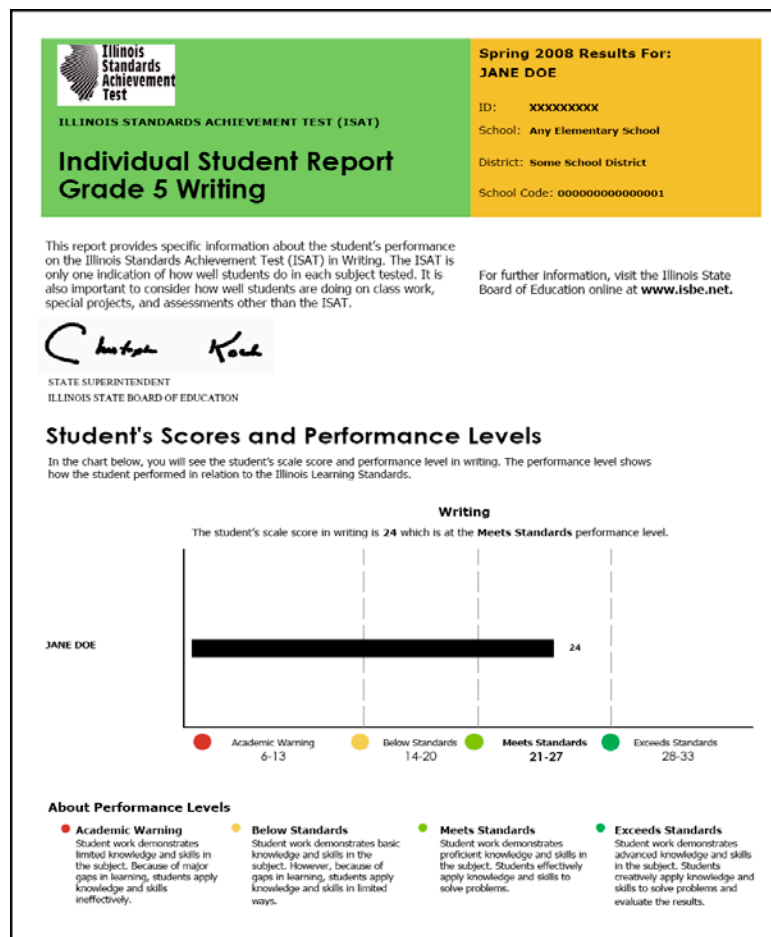 Illinois
Standards
Achievement
Test
ILLINOIS STANDARDS ACHIEVEMENT TEST (ISAT)
Individual Student Report
Grade 5 Writing
Spring 2008 Results For:
JANE DOE
ID: XXXXXXXXX
School: Any Elementary School
District: Some School District
School Code: 000000000000001
This report provides specific information about the student's performance
on the Illinois Standards Achievement Test (ISAT) in Writing. The ISAT is
only one indication of how well students do in each subject tested. It is
also important to consider how well students are doing on class work,
special projects, and assessments other than the ISAT.
For further information, visit the Illinois State
Board of Education online at www.isbe.net.
Christoph Koch
STATE SUPERINTENDENT
ILLINOIS STATE BOARD OF EDUCATION
Student's Scores and Performance Levels
In the chart below, you will see the student's scale score and performance level in writing. The performance level shows
how the student performed in relation to the Illinois Learning Standards.
Writing
The student's scale score in writing is 24 which is at the Meets Standards performance level.
JANE DOE
24
Academic Warning
6-13
Below Standards
14-20
Meets Standards
21-27
Exceeds Standards
28-33
About Performance Levels
Academic Warning
Student work demonstrates
limited knowledge and skills in
the subject. Because of major
gaps in learning, students apply
knowledge and skills
ineffectively.
Below Standards
Student work demonstrates basic
knowledge and skills in the
subject. However, because of
gaps in learning, students apply
knowledge and skills in limited
ways.
Meets Standards
Student work demonstrates
proficient knowledge and skills in
the subject. Students effectively
apply knowledge and skills to
solve problems.
Exceeds Standards
Student work demonstrates
advanced knowledge and skills
in the subject. Students
creatively apply knowledge and
skills to solve problems and
evaluate the results.